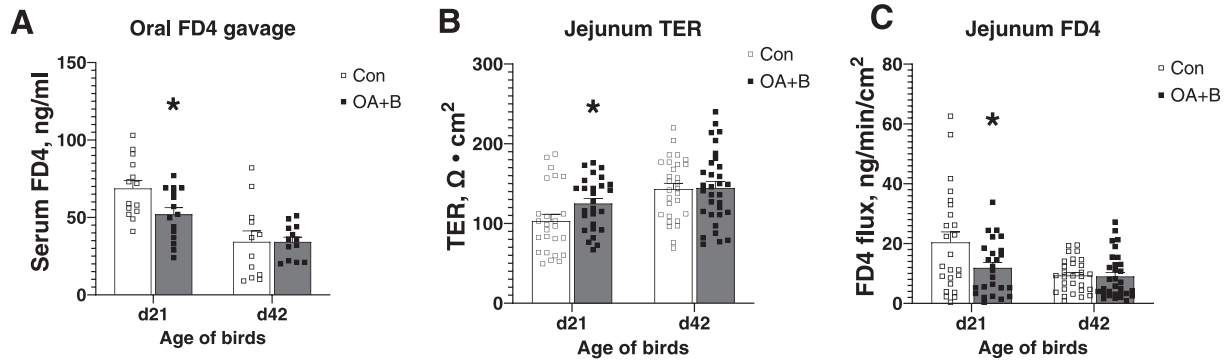 A
Oral FD4 gavage
Serum FD4, ng/ml
150
100
50
0
Con
OA+B
*
d21 d42
Age of birds
B
Jejunum TER
TER, Ω • cm²
300
200
100
0
Con
OA+B
*
d21 d42
Age of birds
C
Jejunum FD4
FD4 flux, ng/min/cm²
80
60
40
20
0
Con
OA+B
*
d21 d42
Age of birds